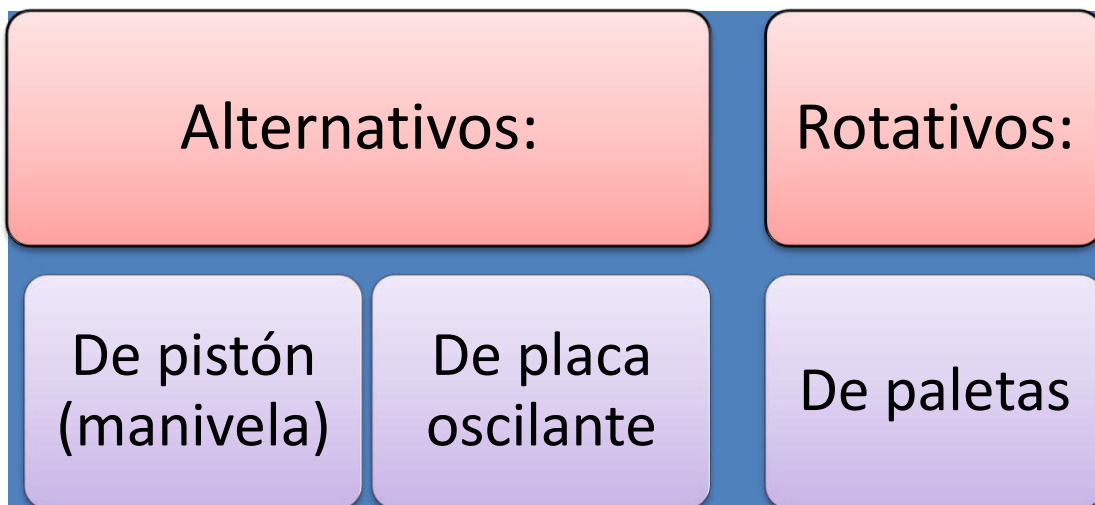 Alternativos:
Rotativos:
De pistón
(manivela)
De placa
oscilante
De paletas